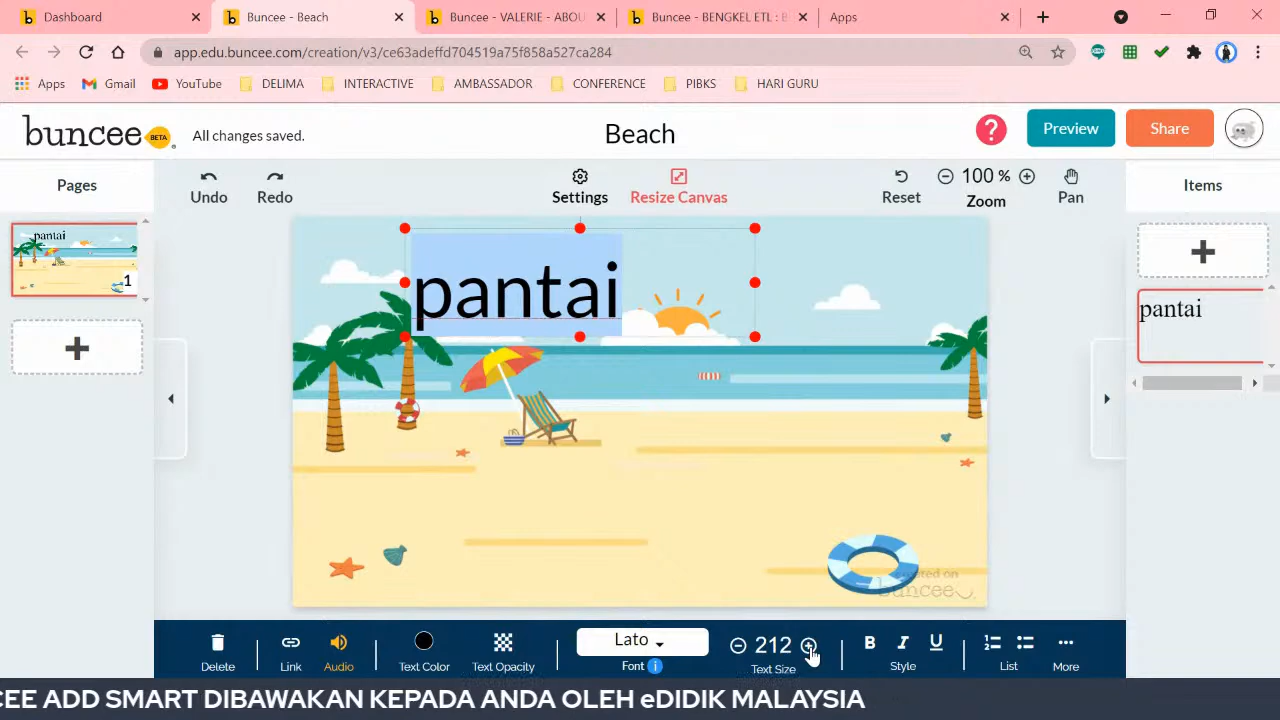 Dashboard
Buncee - Beach
Buncee - VALERIE - ABOU
Buncee - BENGKEL ETL : B
Apps
app.edu.buncee.com/creation/v3/ce63adeffd704519a75f858a527ca284
Apps
Gmail
YouTube
DELIMA
INTERACTIVE
AMBASSADOR
CONFERENCE
PIBKS
HARI GURU
buncee BETA
All changes saved.
Beach
?
Preview
Share
Pages
Undo
Redo
Settings
Resize Canvas
Reset
100 %
Zoom
Pan
Items
pantai
1
pantai
pantai
buncee
Delete
Link
Audio
Text Color
Text Opacity
Lato
Font i
212
Text Size
B I U
Style
List
More
CEE ADD SMART DIBAWAKAN KEPADA ANDA OLEH eDIDIK MALAYSIA